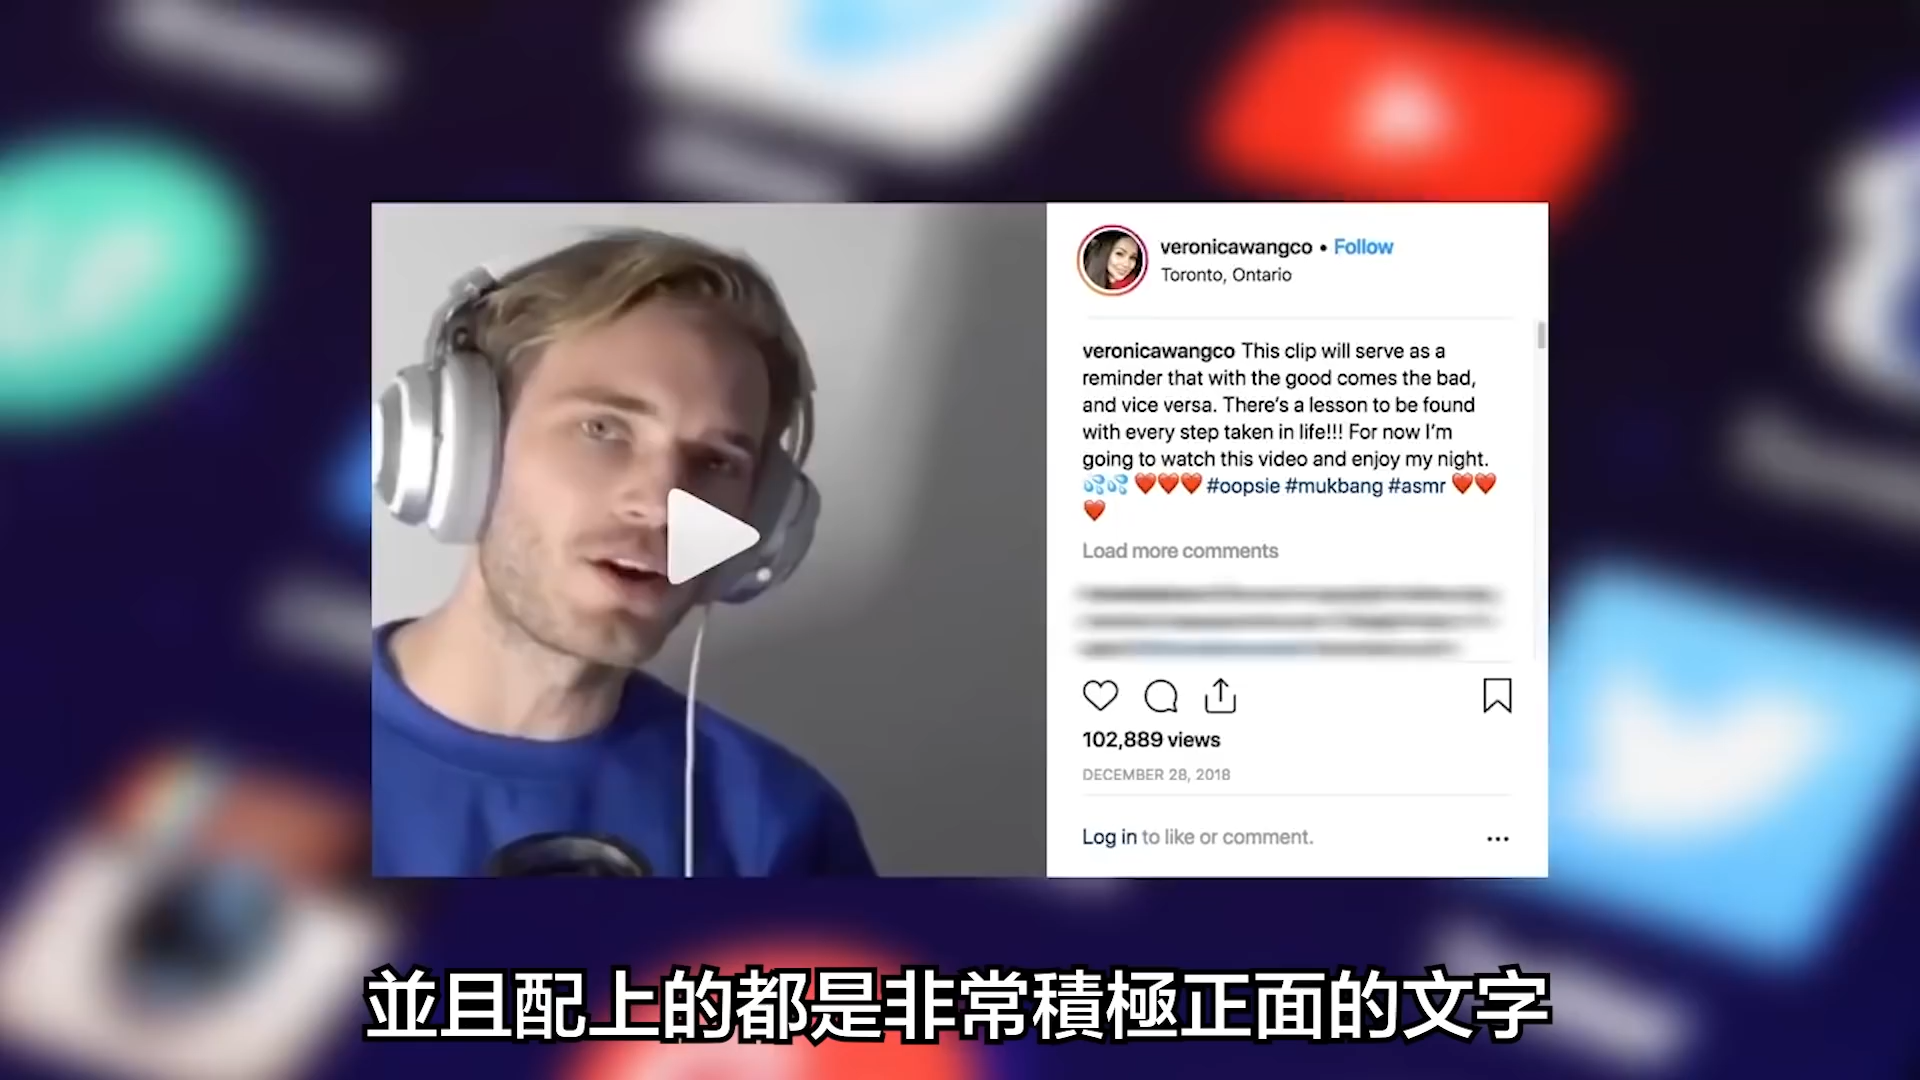 veronicawangco • Follow
Toronto, Ontario
veronicawangco This clip will serve as a
reminder that with the good comes the bad,
and vice versa. There’s a lesson to be found
with every step taken in life!!! For now I’m
going to watch this video and enjoy my night.
💦💦 ❤️❤️❤️ #oopsie #mukbang #asmr ❤️❤️
❤️
Load more comments
102,889 views
DECEMBER 28, 2018
Log in to like or comment.
並且配上的都是非常積極正面的文字